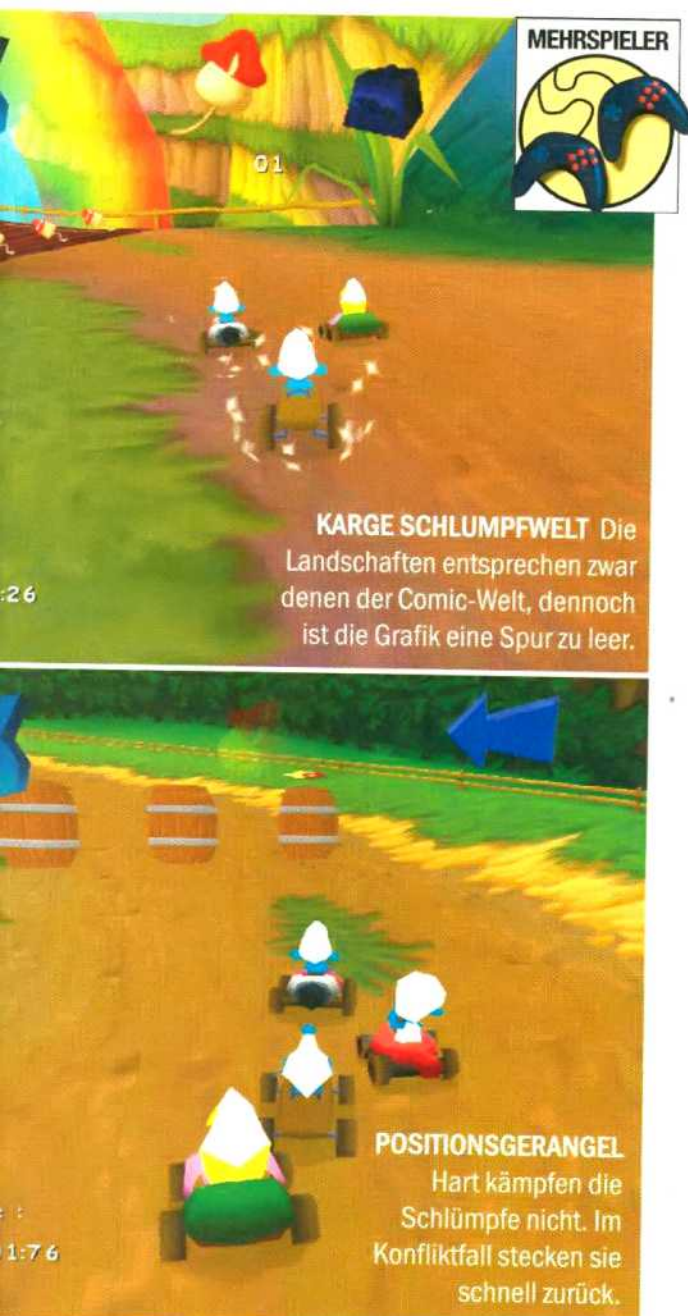 MEHRSPIELER
01
KARGE SCHLUMPFWELT Die
Landschaften entsprechen zwar
denen der Comic-Welt, dennoch
ist die Grafik eine Spur zu leer.
:26
POSITIONSGERANGEL
Hart kämpfen die
Schlümpfe nicht. Im
Konfliktfall stecken sie
schnell zurück.
1:76